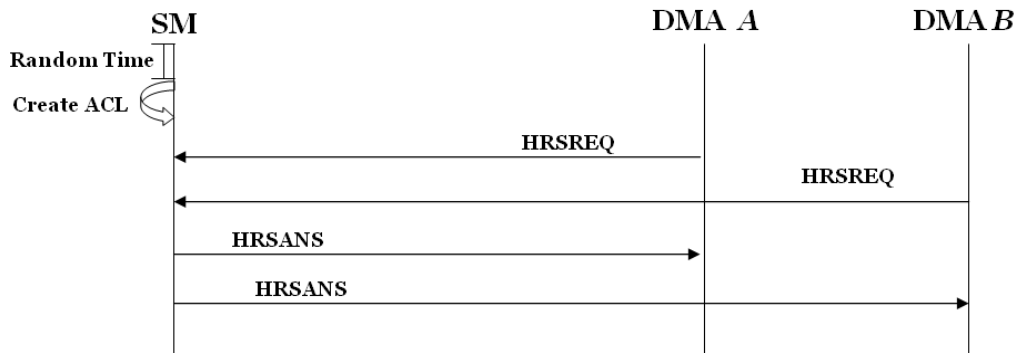 SM
DMA A
DMA B
Random Time
Create ACL
HRSREQ
HRSREQ
HRSANS
HRSANS